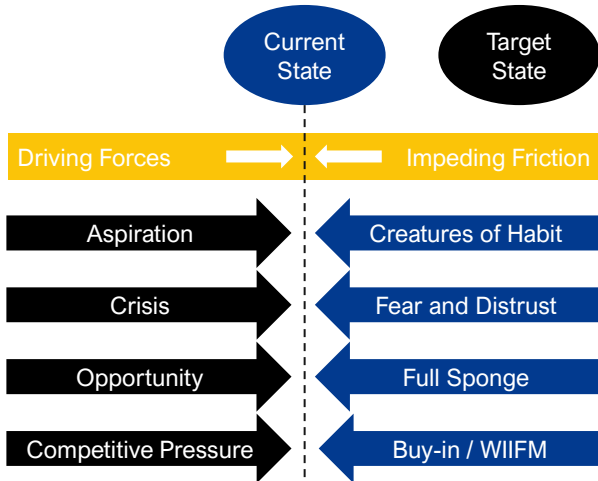 Current
State
Target
State
Driving Forces
Impeding Friction
Aspiration
Creatures of Habit
Crisis
Fear and Distrust
Opportunity
Full Sponge
Competitive Pressure
Buy-in / WIIFM